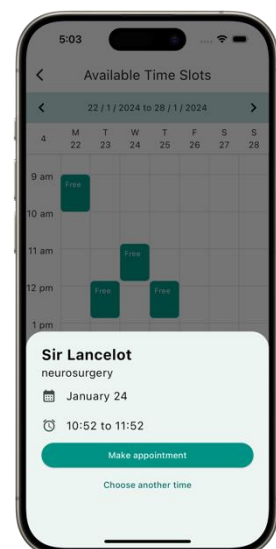 5:03
Available Time Slots
22 / 1 / 2024 to 28 / 1 / 2024
4 M T W T F S S
22 23 24 25 26 27 28
9 am
Free
10 am
11 am
Free
12 pm
Free Free
1 pm
Sir Lancelot
neurosurgery
January 24
10:52 to 11:52
Make appointment
Choose another time